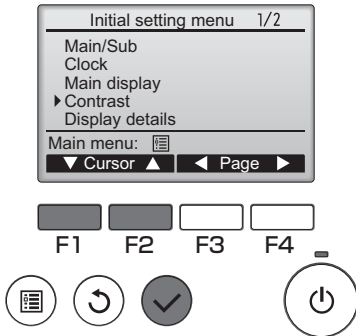 Initial setting menu 1/2
Main/Sub
Clock
Main display
Contrast
Display details
Main menu:
Cursor Page
F1 F2 F3 F4